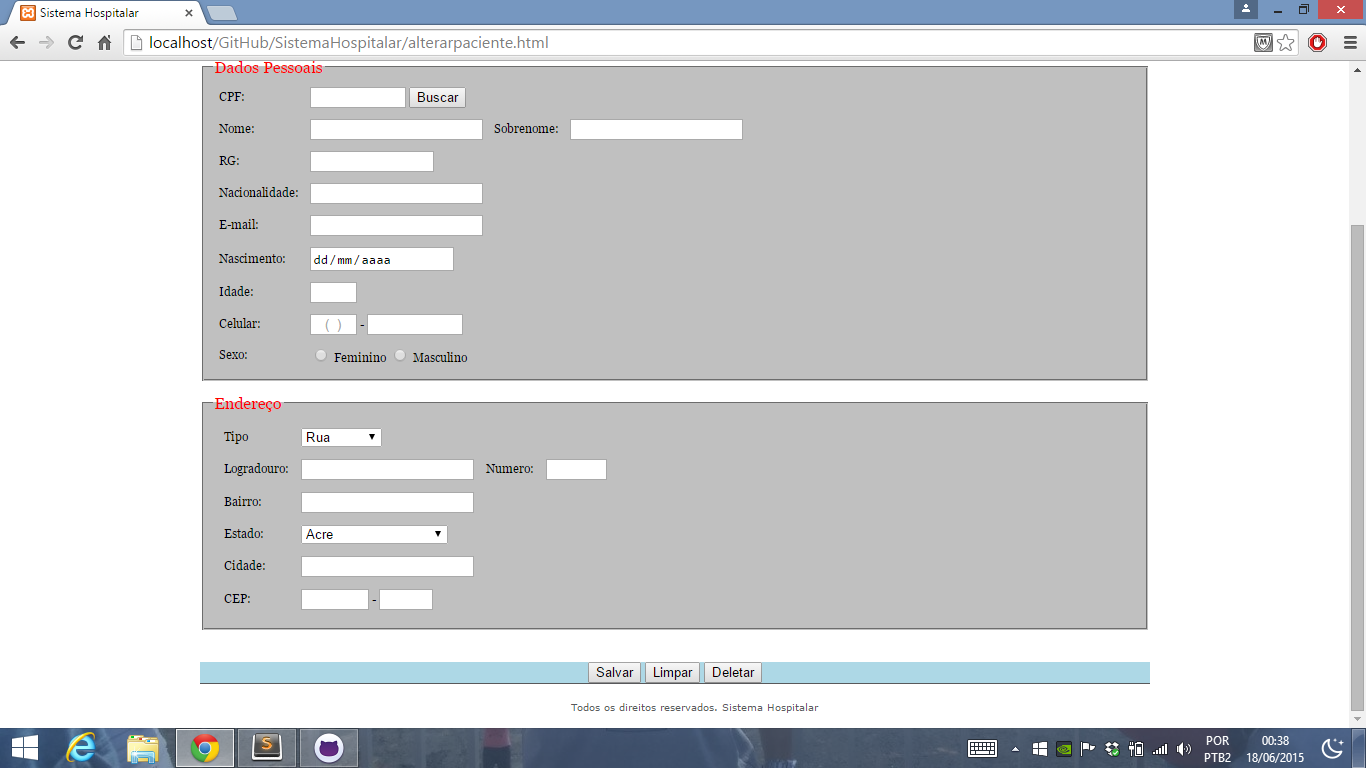 Sistema Hospitalar
localhost/GitHub/SistemaHospitalar/alterarpaciente.html
Dados Pessoais
CPF: Buscar
Nome: Sobrenome:
RG:
Nacionalidade:
E-mail:
Nascimento: dd/mm/aaaa
Idade:
Celular: ( ) -
Sexo: Feminino Masculino
Endereço
Tipo Rua
Logradouro: Numero:
Bairro:
Estado: Acre
Cidade:
CEP: -
Salvar Limpar Deletar
Todos os direitos reservados. Sistema Hospitalar
POR 00:38
PTB2 18/06/2015